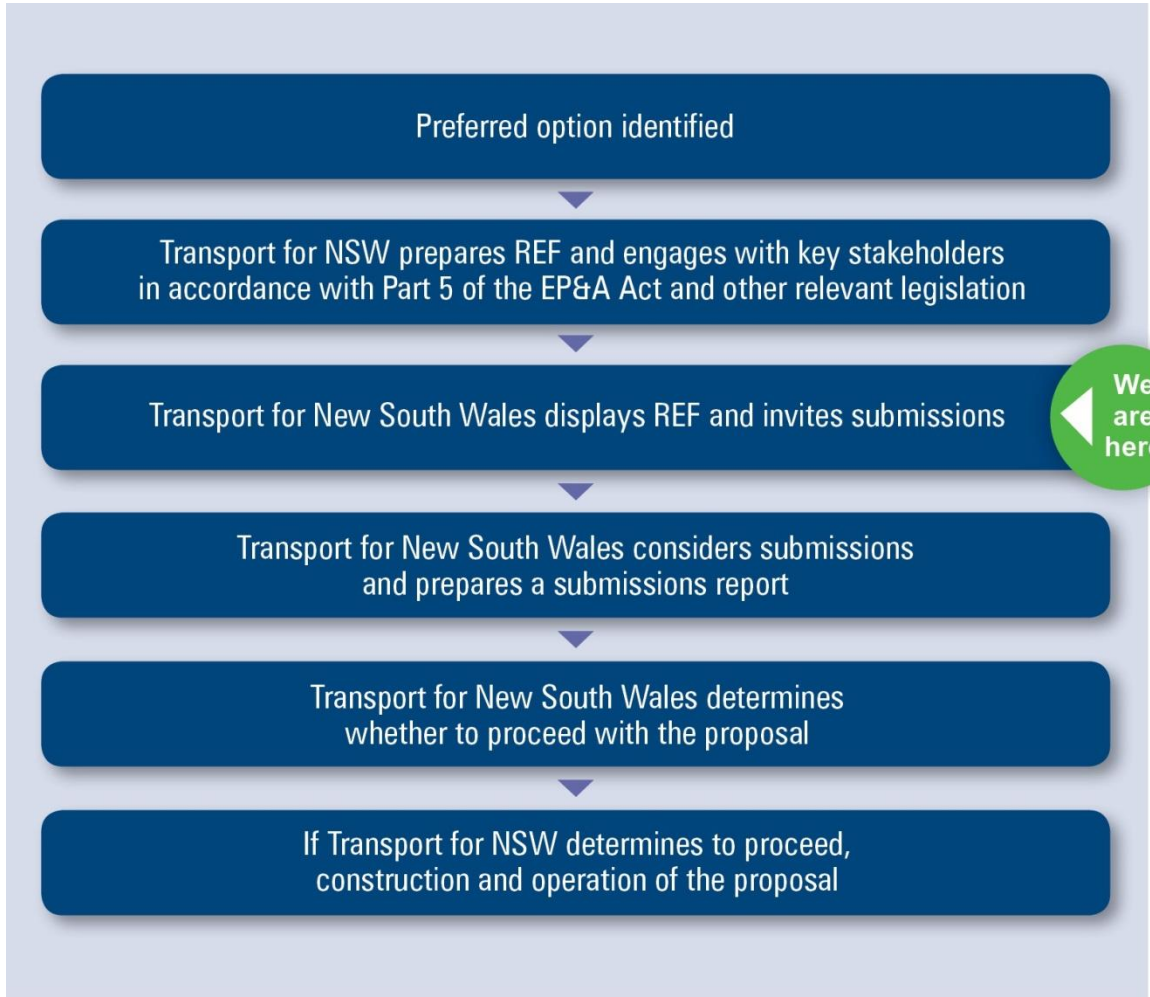 Preferred option identified
Transport for NSW prepares REF and engages with key stakeholders
in accordance with Part 5 of the EP&A Act and other relevant legislation
Transport for New South Wales displays REF and invites submissions
We
are
here
Transport for New South Wales considers submissions
and prepares a submissions report
Transport for New South Wales determines
whether to proceed with the proposal
If Transport for NSW determines to proceed,
construction and operation of the proposal